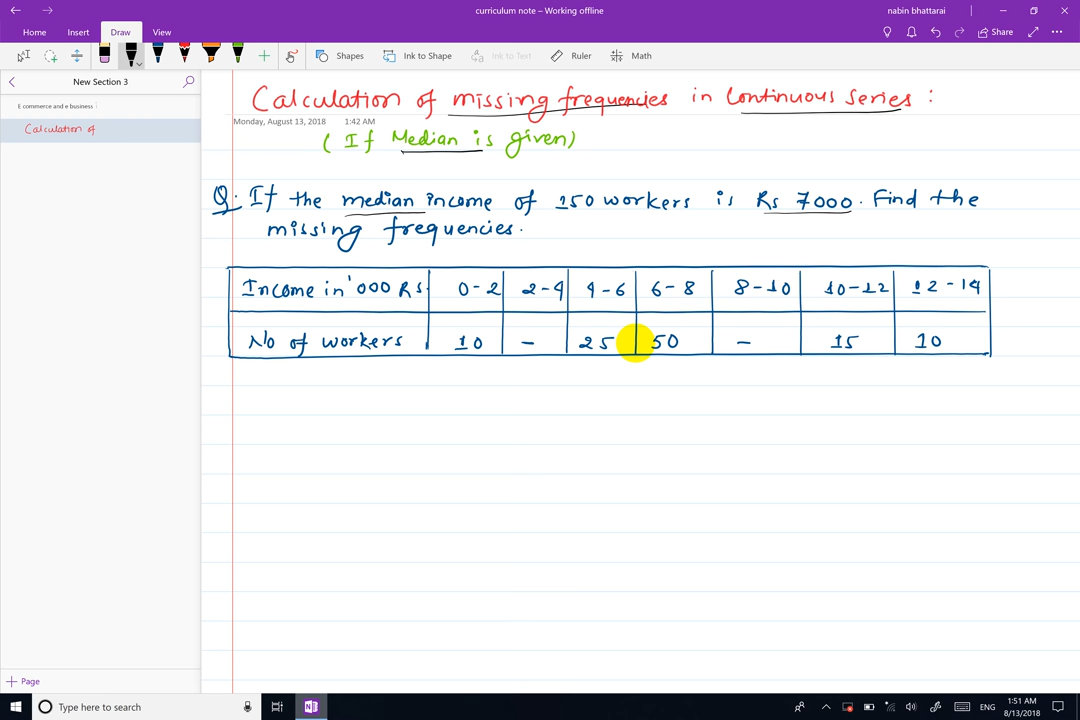 curriculum note – Working offline
nabin bhattarai
Home Insert Draw View
Share
Shapes Ink to Shape Ink to Text Ruler Math
New Section 3
E commerce and e business
Calculation of
Calculation of missing frequencies in Continuous Series :
Monday, August 13, 2018 1:42 AM
( If Median is given)
Q. If the median income of 150 workers is Rs 7000. Find the
missing frequencies.
Income in '000 Rs. 0-2 2-4 4-6 6-8 8-10 10-12 12-14
No of workers 10 - 25 50 - 15 10
+ Page
Type here to search
ENG
1:51 AM
8/13/2018